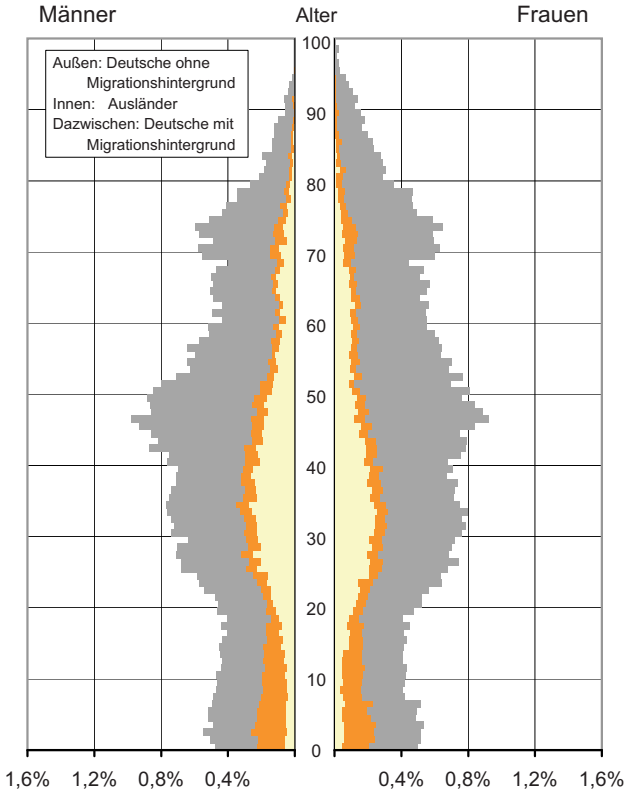 Männer Alter Frauen
100
Außen: Deutsche ohne
Migrationshintergrund
Innen: Ausländer
Dazwischen: Deutsche mit
Migrationshintergrund
90
80
70
60
50
40
30
20
10
0
1,6% 1,2% 0,8% 0,4% 0,4% 0,8% 1,2% 1,6%